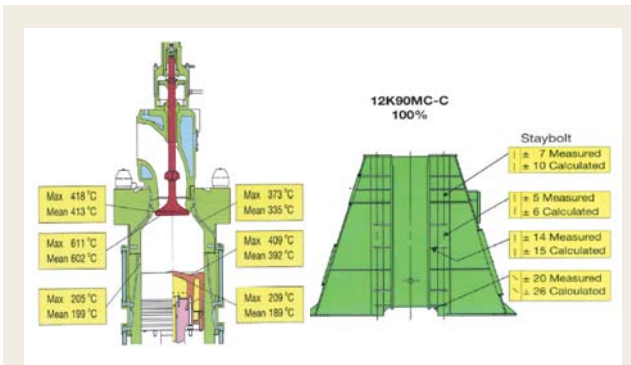 12K90MC-C
100%
Staybolt
| ± 7 Measured
| ± 10 Calculated
| ± 5 Measured
| ± 6 Calculated
| ± 14 Measured
| ± 15 Calculated
\ ± 20 Measured
\ ± 26 Calculated
Max 418 °C
Mean 413 °C
Max 373 °C
Mean 335 °C
Max 611 °C
Mean 602 °C
Max 409 °C
Mean 392 °C
Max 205 °C
Mean 199 °C
Max 209 °C
Mean 189 °C